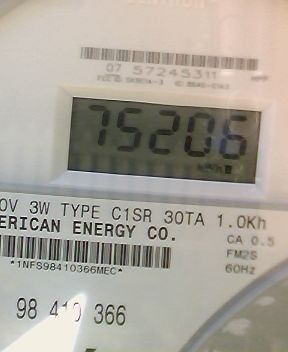 07 57245311
75206
0V 3W TYPE C1SR 30TA 1.0Kh
ERICAN ENERGY CO.
CA 0.5
FM2S
*1NFS98410366MEC*
60Hz
98 410 366